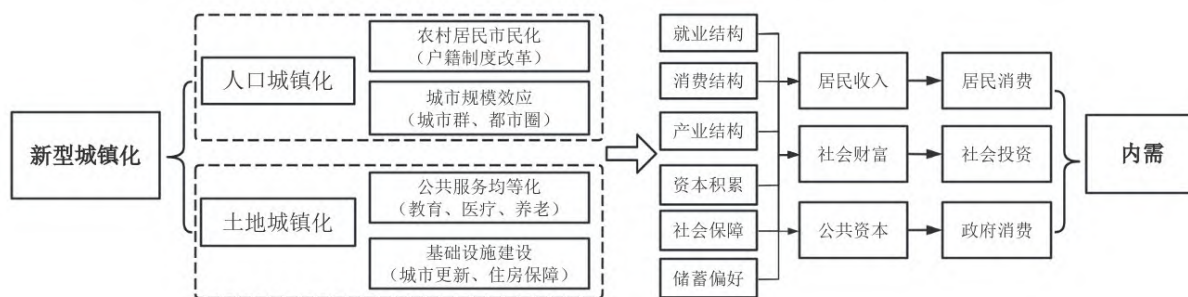 新型城镇化
人口城镇化
农村居民市民化
(户籍制度改革)
城市规模效应
(城市群、都市圈)
土地城镇化
公共服务均等化
(教育、医疗、养老)
基础设施建设
(城市更新、住房保障)
就业结构
消费结构
产业结构
资本积累
社会保障
储蓄偏好
居民收入
社会财富
公共资本
居民消费
社会投资
政府消费
内需